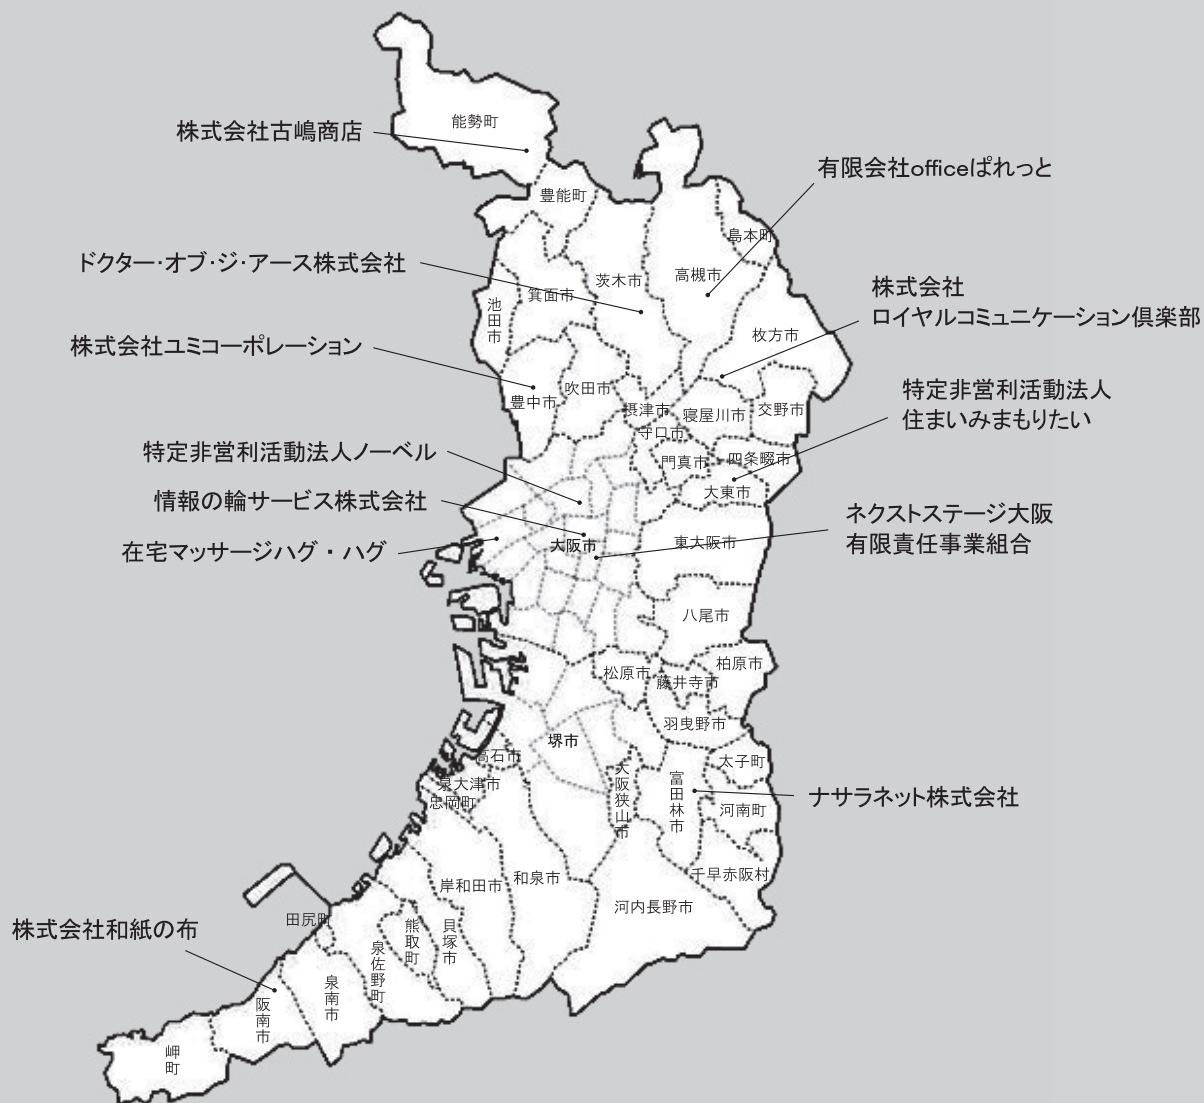 能勢町
株式会社古嶋商店
有限会社officeぱれっと
豊能町
島本町
ドクター・オブ・ジ・アース株式会社
茨木市
高槻市
箕面市
池田市
株式会社
ロイヤルコミュニケーション倶楽部
枚方市
株式会社ユミコーポレーション
吹田市
豊中市
摂津市
寝屋川市
交野市
特定非営利活動法人
住まいみまもりたい
守口市
門真市
四条畷市
特定非営利活動法人ノーベル
大東市
情報の輪サービス株式会社
ネクストステージ大阪
有限責任事業組合
在宅マッサージハグ・ハグ
大阪市
東大阪市
八尾市
柏原市
松原市
藤井寺市
羽曳野市
堺市
高石市
太子町
泉大津市
忠岡町
大阪狭山市
富田林市
ナサラネット株式会社
河南町
千早赤阪村
岸和田市
和泉市
河内長野市
田尻町
株式会社和紙の布
熊取町
貝塚市
泉佐野町
泉南市
阪南市
岬町